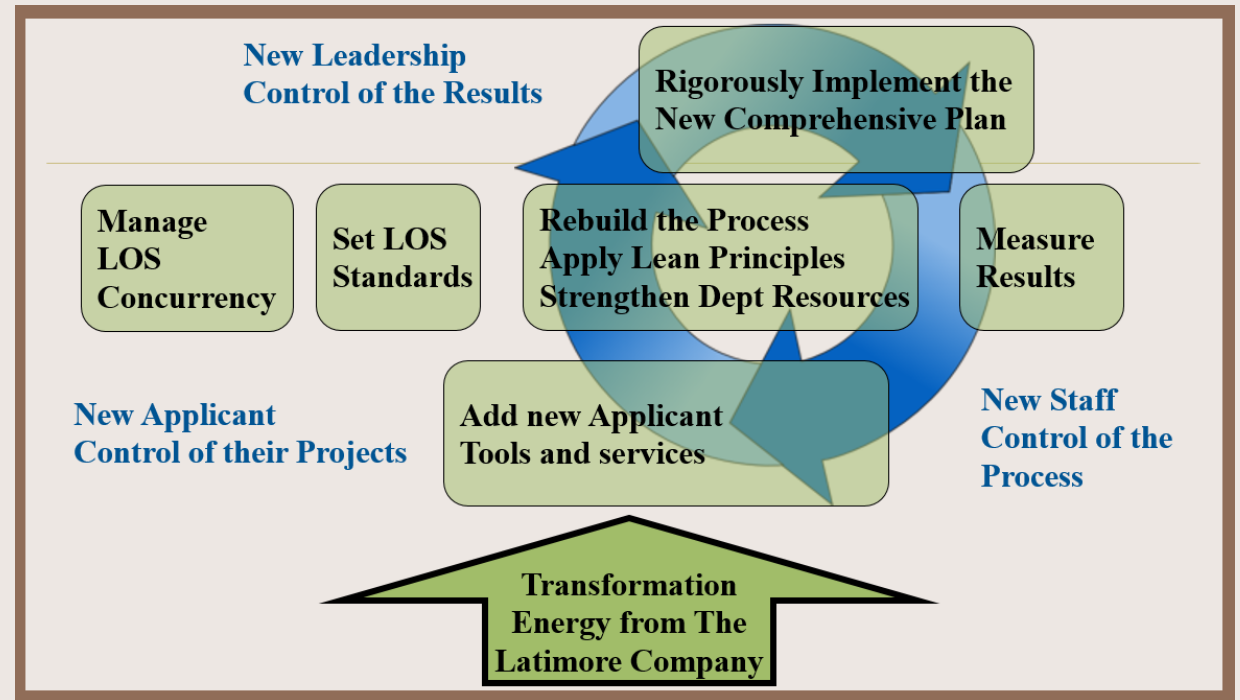 New Leadership
Control of the Results
Rigorously Implement the
New Comprehensive Plan
Manage
LOS
Concurrency
Set LOS
Standards
Rebuild the Process
Apply Lean Principles
Strengthen Dept Resources
Measure
Results
New Applicant
Control of their Projects
Add new Applicant
Tools and services
New Staff
Control of the
Process
Transformation
Energy from The
Latimore Company